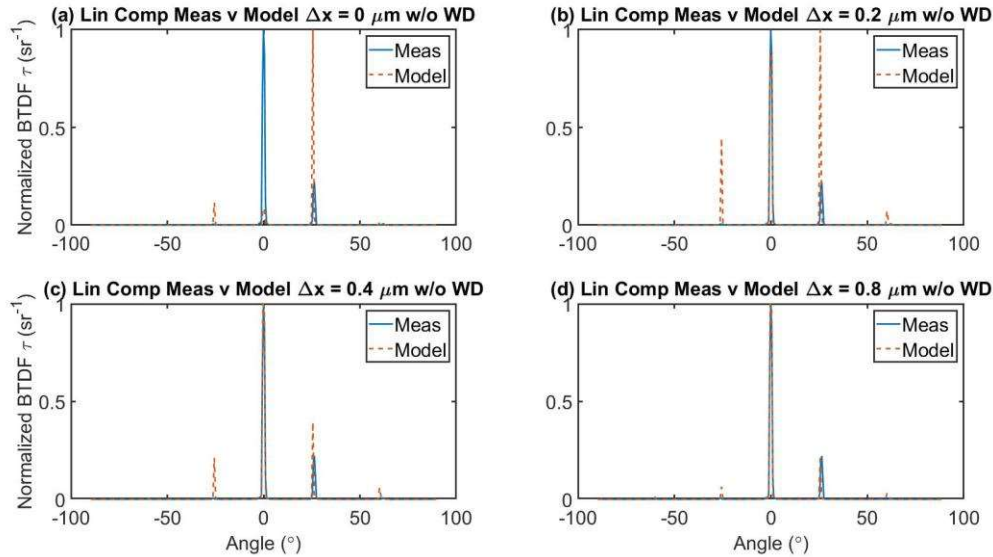 (a) Lin Comp Meas v Model Δx = 0 μm w/o WD
(b) Lin Comp Meas v Model Δx = 0.2 μm w/o WD
Normalized BTDF τ (sr⁻¹)
1
0.5
0
Meas
Model
-100
-50
0
50
100
1
0.5
0
Meas
Model
-100
-50
0
50
100
(c) Lin Comp Meas v Model Δx = 0.4 μm w/o WD
(d) Lin Comp Meas v Model Δx = 0.8 μm w/o WD
Normalized BTDF τ (sr⁻¹)
1
0.5
0
Meas
Model
-100
-50
0
50
100
Angle (°)
1
0.5
0
Meas
Model
-100
-50
0
50
100
Angle (°)